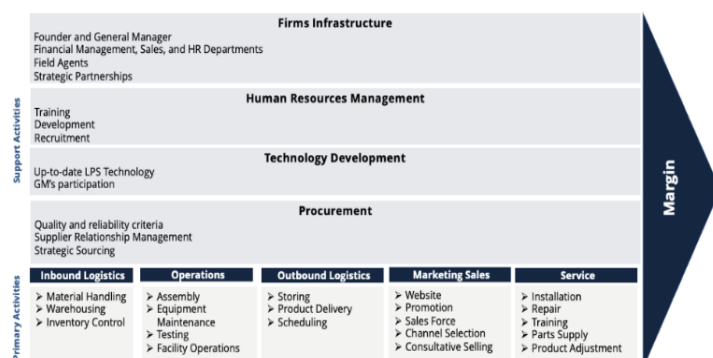 Firms Infrastructure
Founder and General Manager
Financial Management, Sales, and HR Departments
Field Agents
Strategic Partnerships
Human Resources Management
Training
Development
Recruitment
Technology Development
Up-to-date LPS Technology
GM's participation
Procurement
Quality and reliability criteria
Supplier Relationship Management
Strategic Sourcing
Support Activities
Margin
Primary Activities
Inbound Logistics
➢ Material Handling
➢ Warehousing
➢ Inventory Control
Operations
➢ Assembly
➢ Equipment
Maintenance
➢ Testing
➢ Facility Operations
Outbound Logistics
➢ Storing
➢ Product Delivery
➢ Scheduling
Marketing Sales
➢ Website
➢ Promotion
➢ Sales Force
➢ Channel Selection
➢ Consultative Selling
Service
➢ Installation
➢ Repair
➢ Training
➢ Parts Supply
➢ Product Adjustment